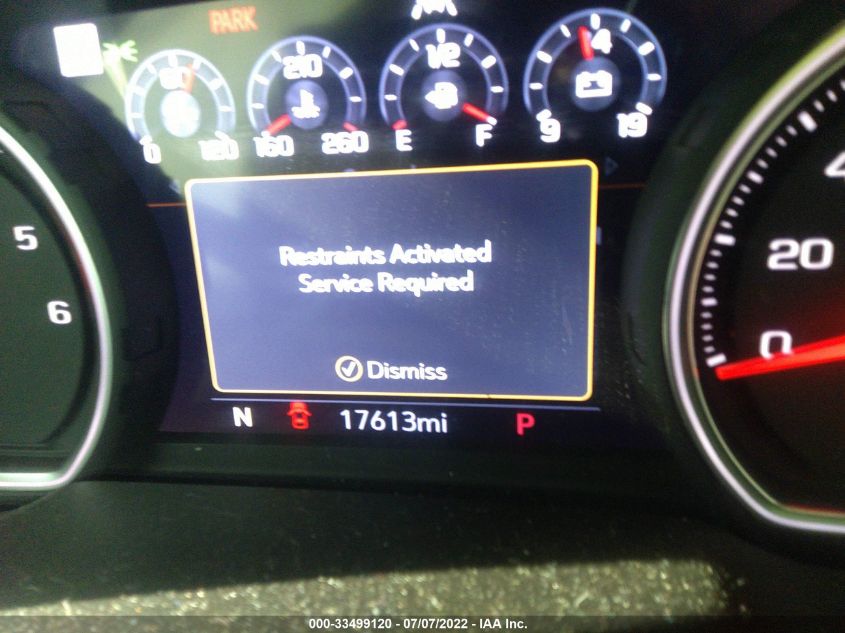 PARK
210
1/2
14
0
160
260
E
F
9
19
Restraints Activated
Service Required
Dismiss
N
17613mi
P
5
6
4
20
0
000-33499120 - 07/07/2022 - IAA Inc.